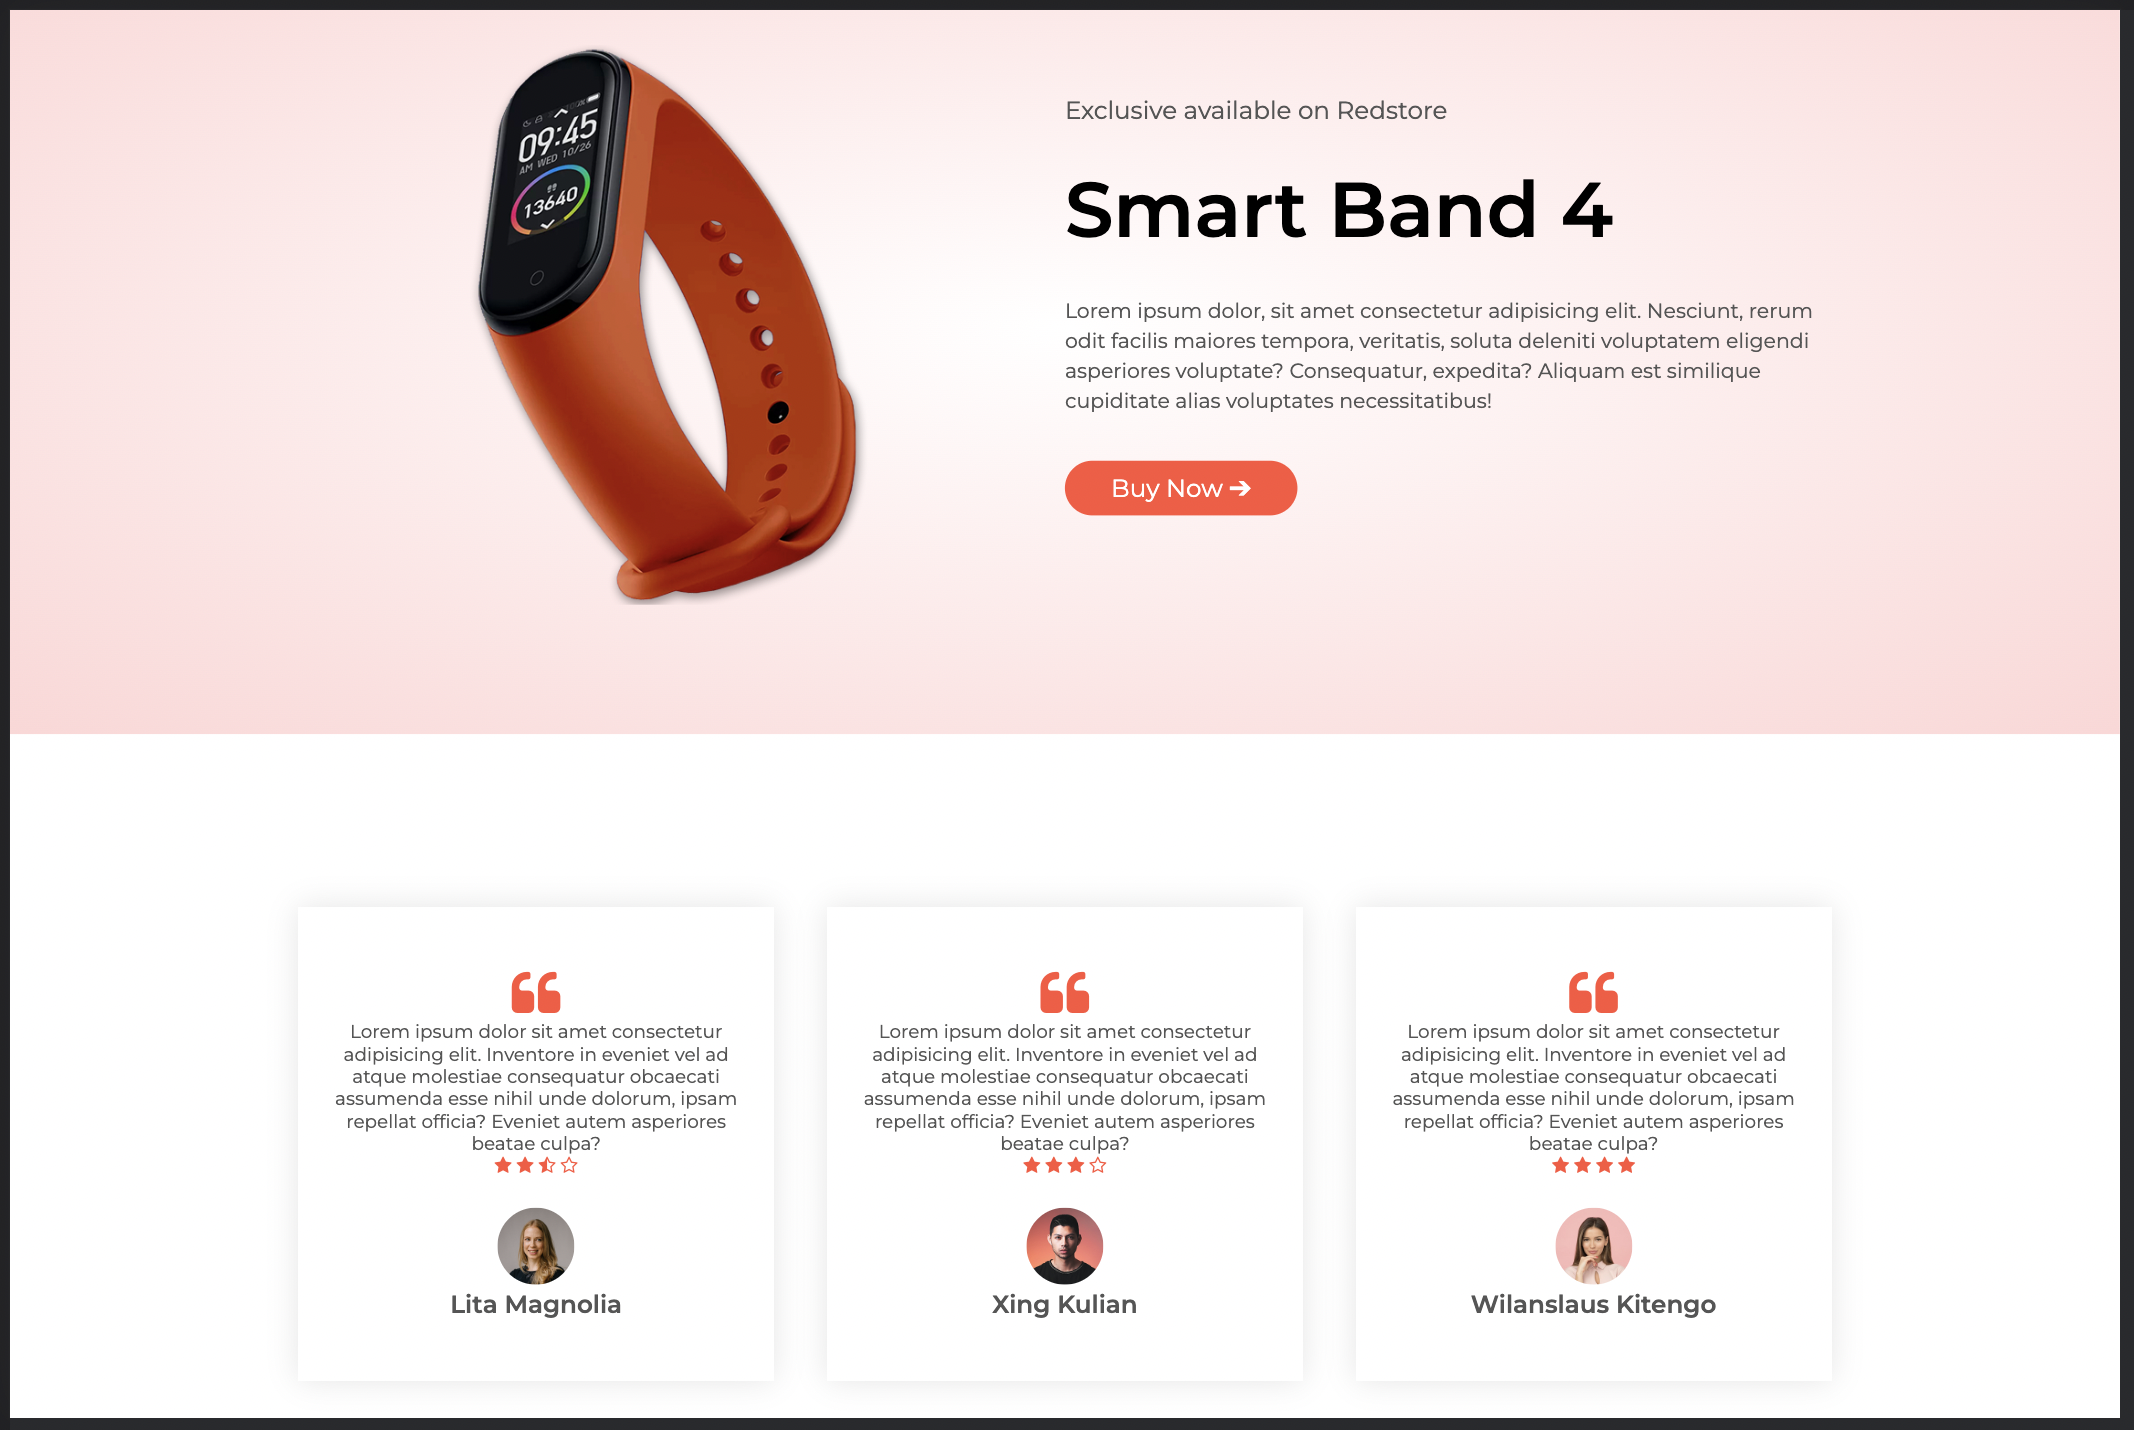 09:45
AM WED 10/26
13640
Exclusive available on Redstore
Smart Band 4
Lorem ipsum dolor, sit amet consectetur adipisicing elit. Nesciunt, rerum
odit facilis maiores tempora, veritatis, soluta deleniti voluptatem eligendi
asperiores voluptate? Consequatur, expedita? Aliquam est similique
cupiditate alias voluptates necessitatibus!
Buy Now ➔
Lorem ipsum dolor sit amet consectetur
adipisicing elit. Inventore in eveniet vel ad
atque molestiae consequatur obcaecati
assumenda esse nihil unde dolorum, ipsam
repellat officia? Eveniet autem asperiores
beatae culpa?
Lita Magnolia
Lorem ipsum dolor sit amet consectetur
adipisicing elit. Inventore in eveniet vel ad
atque molestiae consequatur obcaecati
assumenda esse nihil unde dolorum, ipsam
repellat officia? Eveniet autem asperiores
beatae culpa?
Xing Kulian
Lorem ipsum dolor sit amet consectetur
adipisicing elit. Inventore in eveniet vel ad
atque molestiae consequatur obcaecati
assumenda esse nihil unde dolorum, ipsam
repellat officia? Eveniet autem asperiores
beatae culpa?
Wilanslaus Kitengo